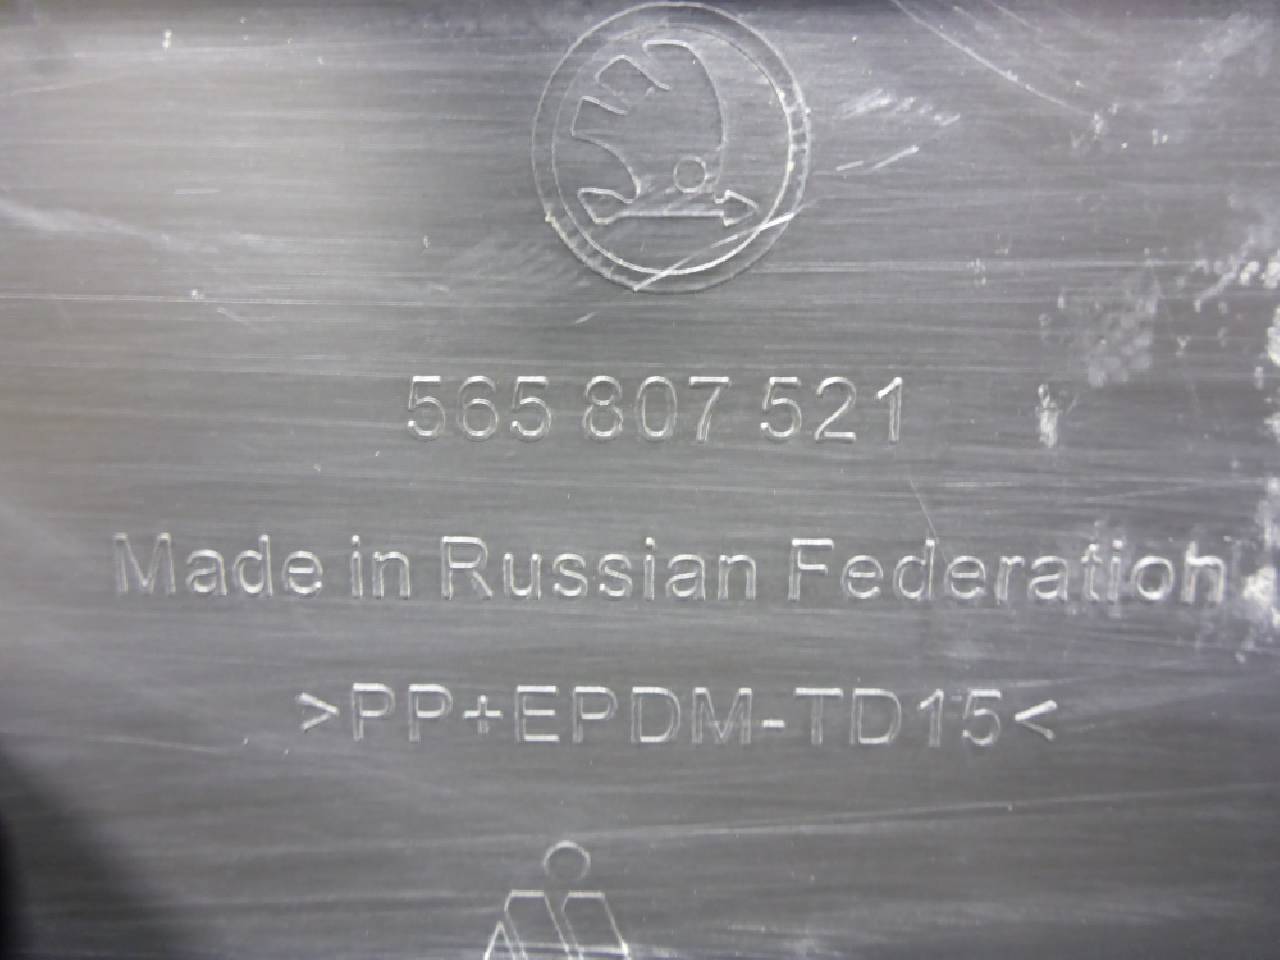 565 807 521
Made in Russian Federation
>PP+EPDM-TD15<